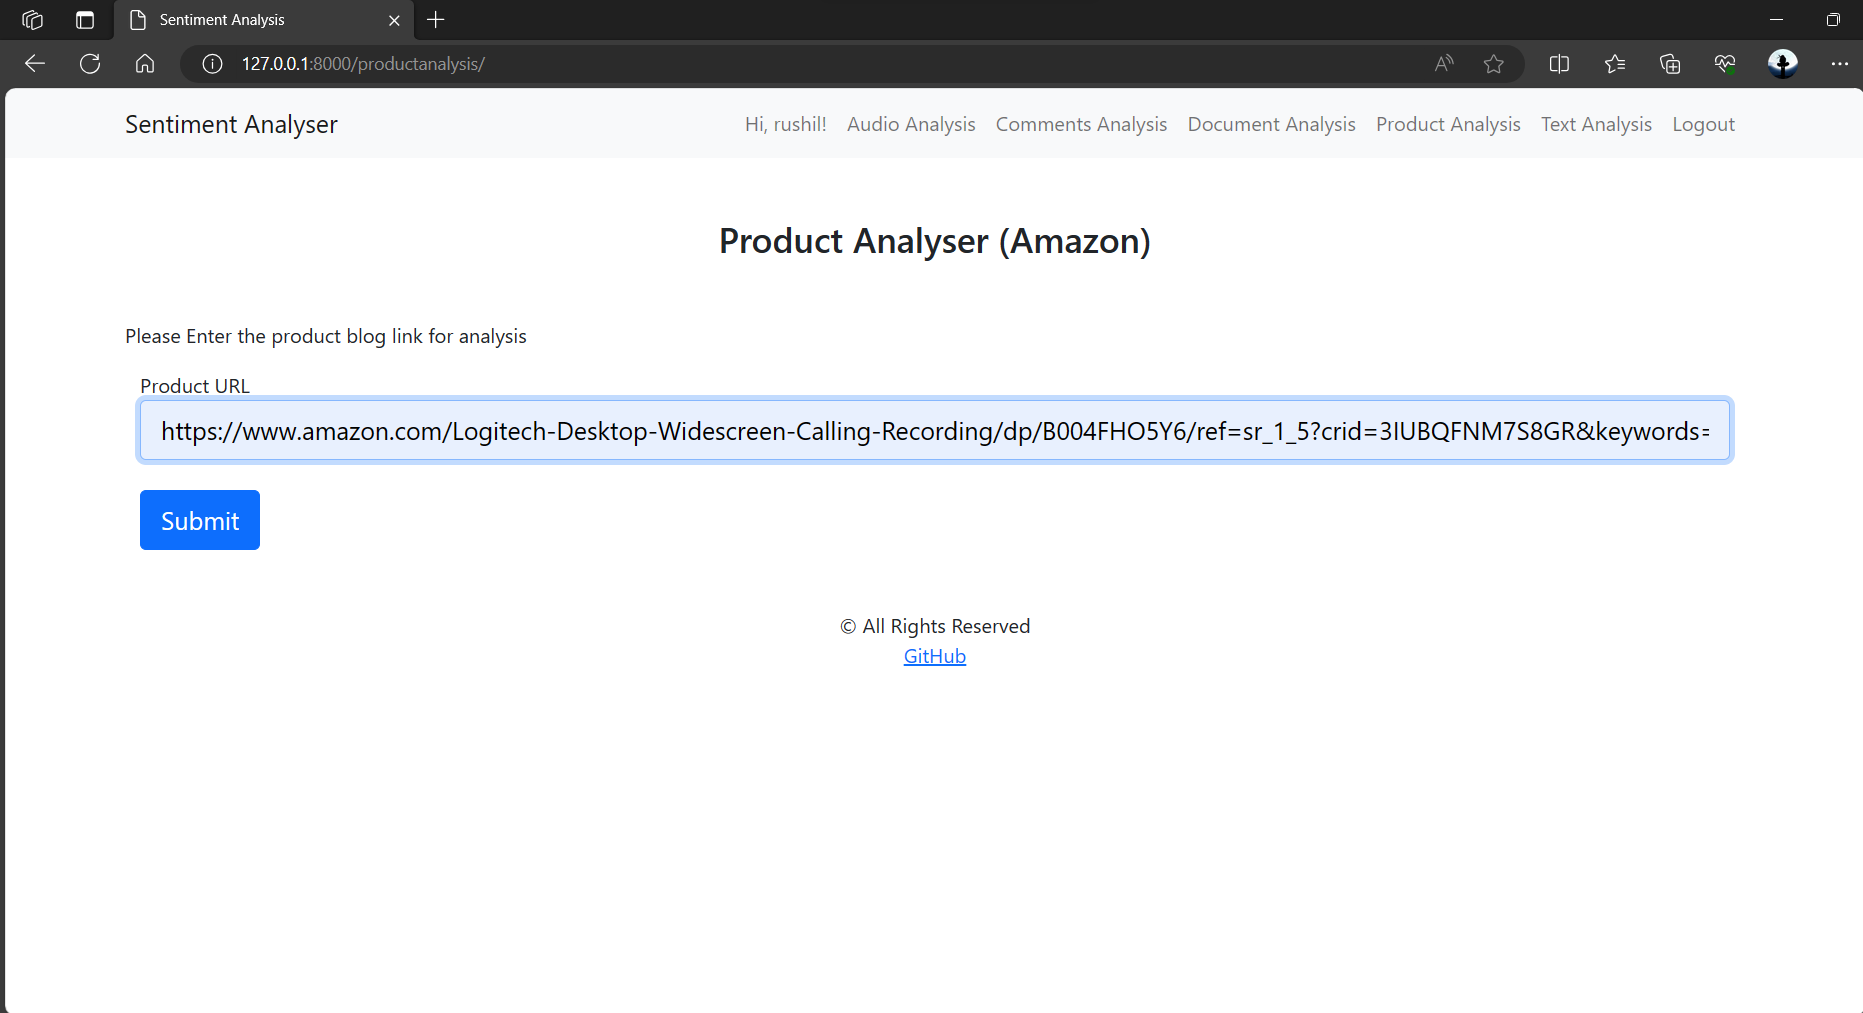 Sentiment Analysis
127.0.0.1:8000/productanalysis/
Sentiment Analyser
Hi, rushil! Audio Analysis Comments Analysis Document Analysis Product Analysis Text Analysis Logout
Product Analyser (Amazon)
Please Enter the product blog link for analysis
Product URL
https://www.amazon.com/Logitech-Desktop-Widescreen-Calling-Recording/dp/B004FHO5Y6/ref=sr_1_5?crid=3IUBQFNM7S8GR&keywords=
Submit
© All Rights Reserved
GitHub